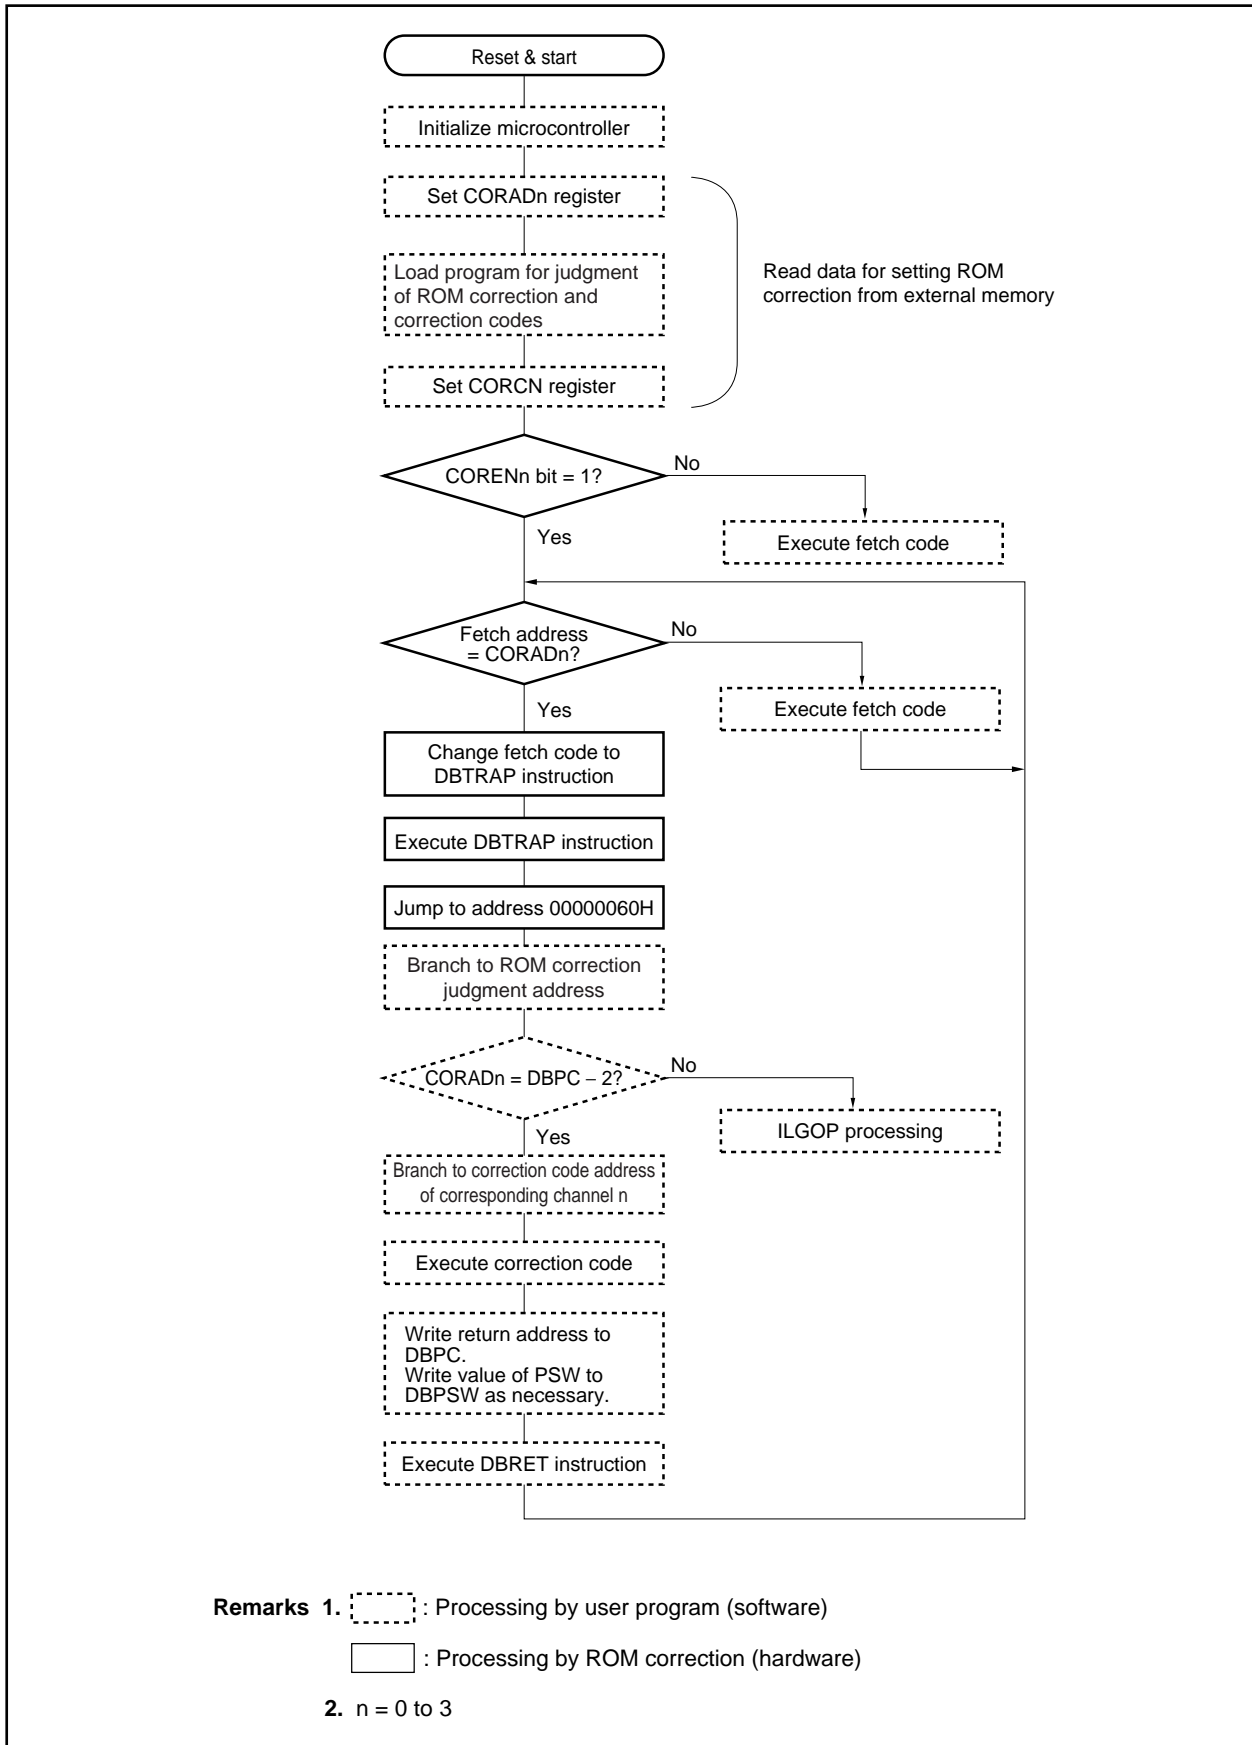 Reset & start
Initialize microcontroller
Set CORADn register
Load program for judgment
of ROM correction and
correction codes
Read data for setting ROM
correction from external memory
Set CORCN register
CORENn bit = 1?
No
Yes
Execute fetch code
Fetch address
= CORADn?
No
Yes
Execute fetch code
Change fetch code to
DBTRAP instruction
Execute DBTRAP instruction
Jump to address 00000060H
Branch to ROM correction
judgment address
CORADn = DBPC − 2?
No
Yes
ILGOP processing
Branch to correction code address
of corresponding channel n
Execute correction code
Write return address to
DBPC.
Write value of PSW to
DBPSW as necessary.
Execute DBRET instruction
Remarks 1. : Processing by user program (software)
: Processing by ROM correction (hardware)
2. n = 0 to 3